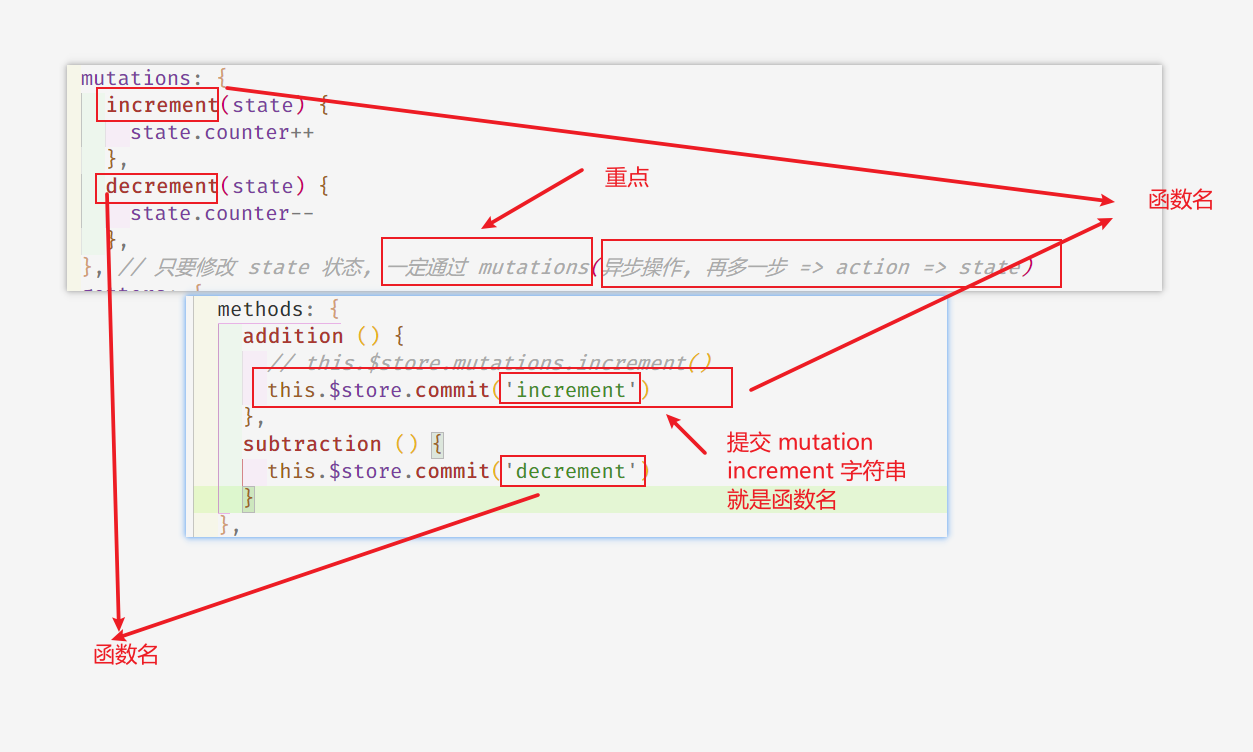 mutations: {
increment(state) {
state.counter++
},
decrement(state) {
state.counter--
},
}, // 只要修改 state 状态, 一定通过 mutations(异步操作, 再多一步 => action => state)
重点
函数名
methods: {
addition () {
// this.$store.mutations.increment()
this.$store.commit('increment')
},
subtraction () {
this.$store.commit('decrement')
}
},
提交 mutation
increment 字符串
就是函数名
函数名